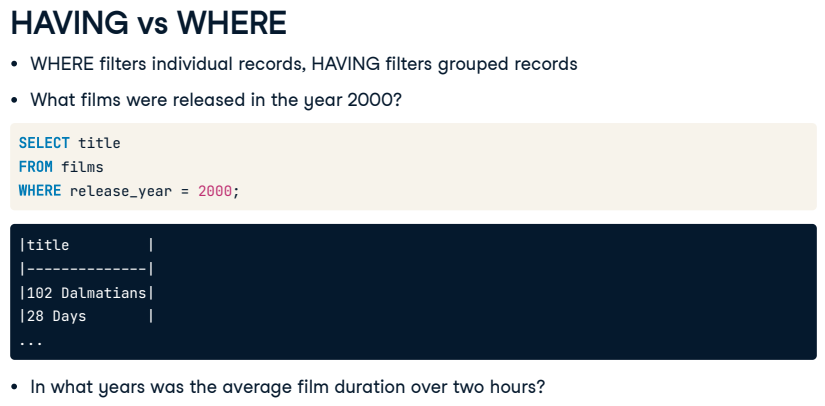 HAVING vs WHERE
• WHERE filters individual records, HAVING filters grouped records
• What films were released in the year 2000?
SELECT title
FROM films
WHERE release_year = 2000;
|title         |
|--------------|
|102 Dalmatians|
|28 Days       |
...
• In what years was the average film duration over two hours?